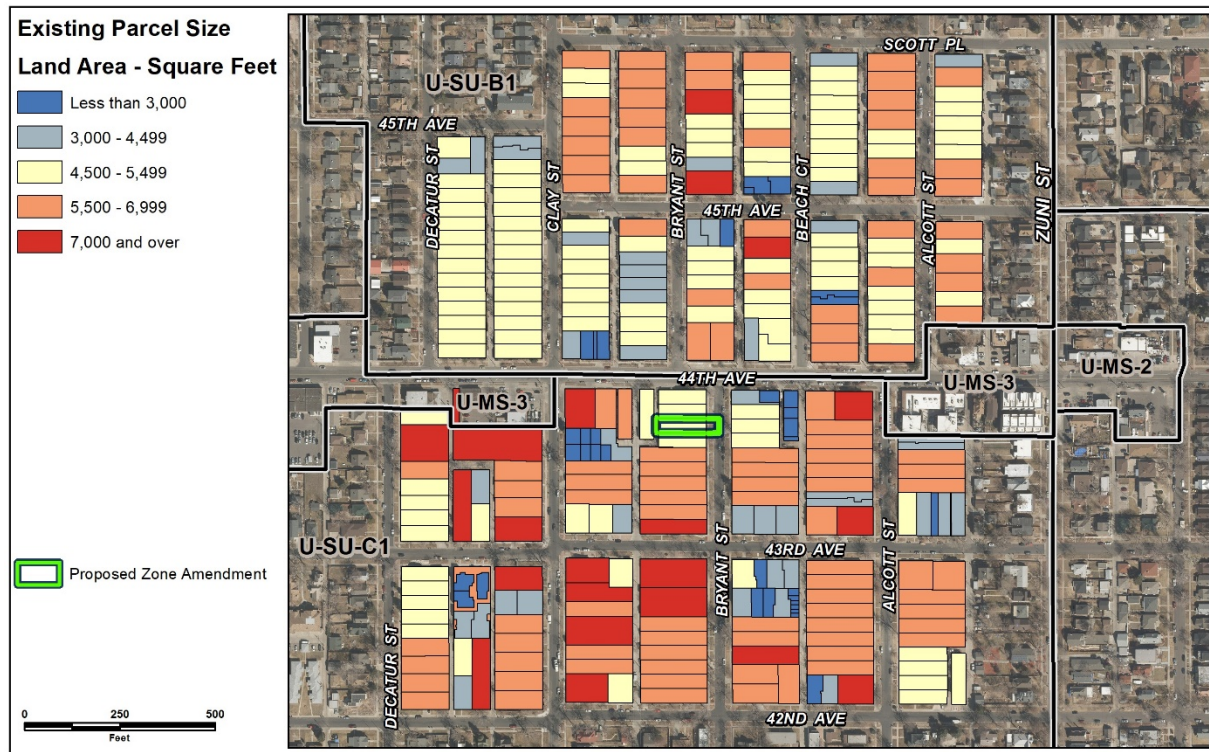 Existing Parcel Size
Land Area - Square Feet
Less than 3,000
3,000 - 4,499
4,500 - 5,499
5,500 - 6,999
7,000 and over
Proposed Zone Amendment
0 250 500
Feet
SCOTT PL
U-SU-B1
45TH AVE
DECATUR ST
CLAY ST
BRYANT ST
BEACH CT
ALCOTT ST
ZUNI ST
45TH AVE
44TH AVE
U-MS-3
U-MS-3
U-MS-2
U-SU-C1
43RD AVE
BRYANT ST
ALCOTT ST
DECATUR ST
42ND AVE